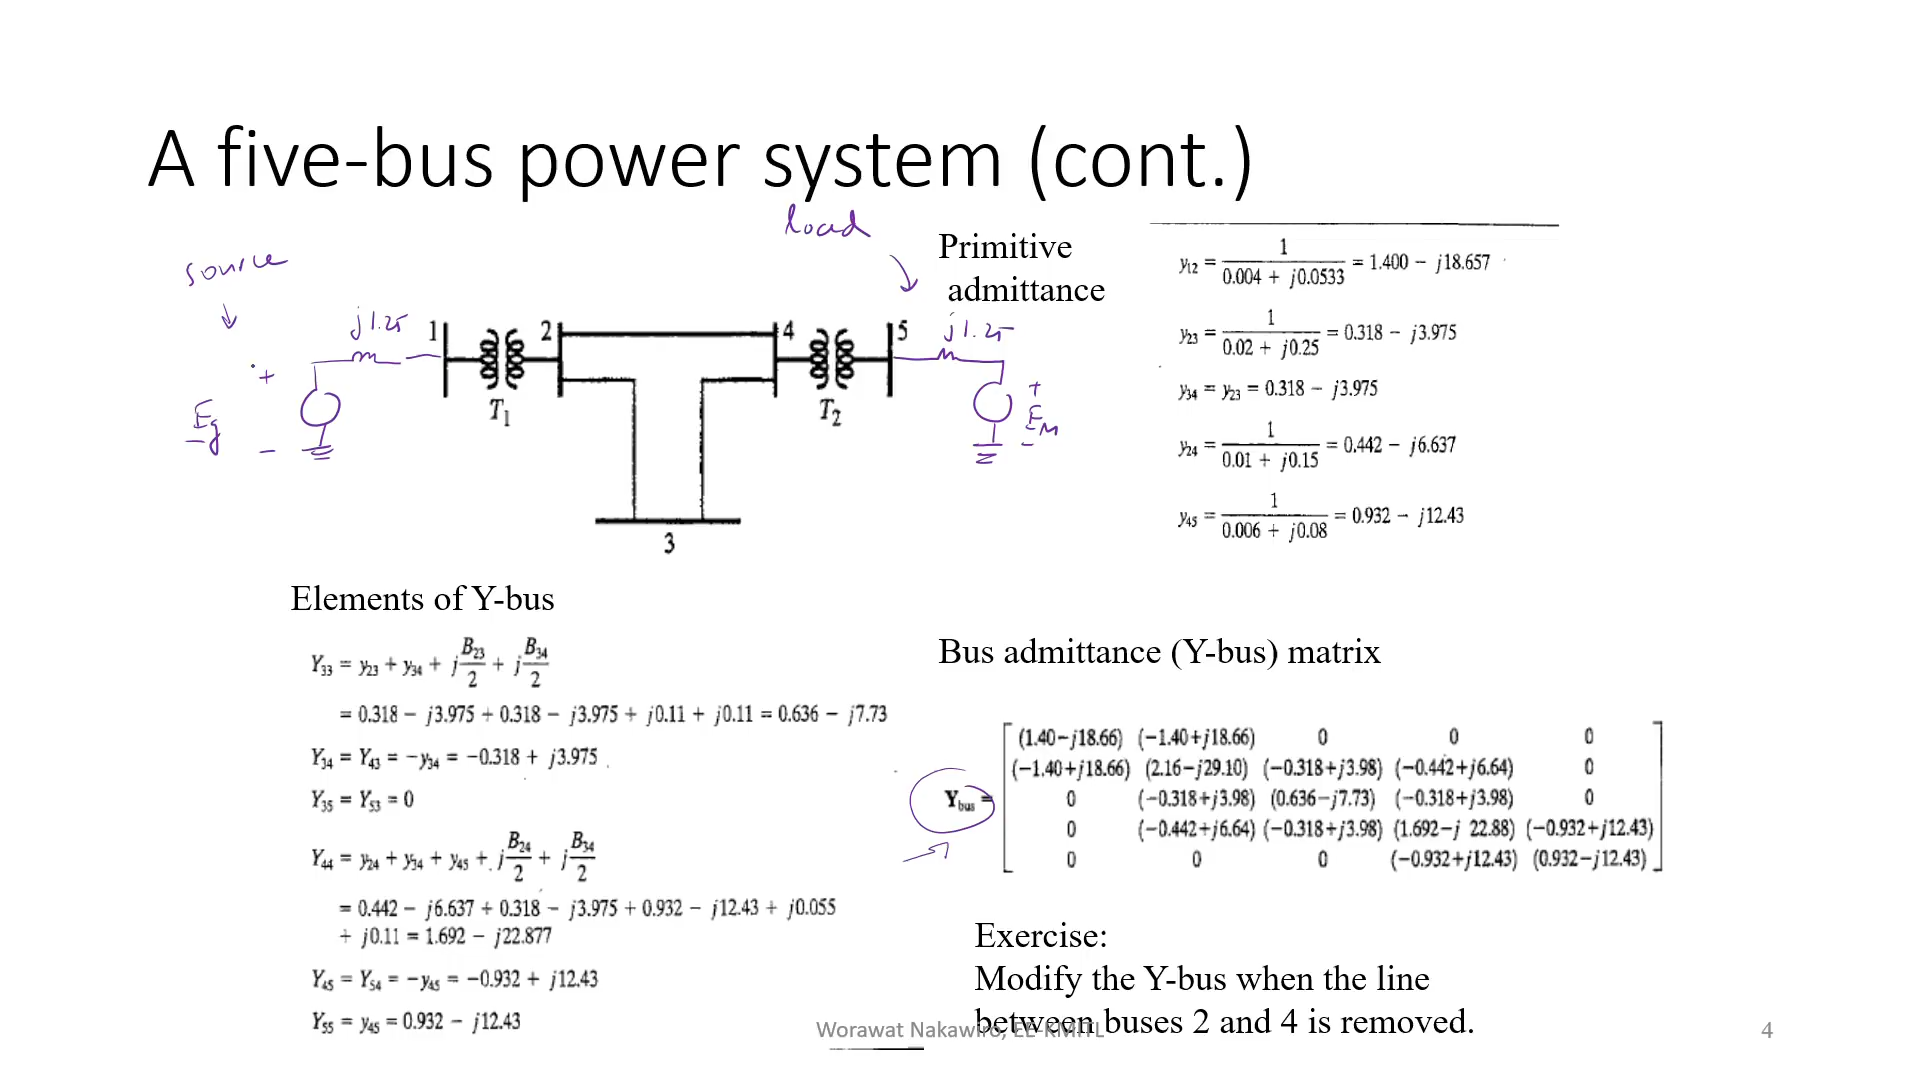 A five-bus power system (cont.)
load
source
Primitive
admittance
j1.25
1
2
4
5
j1.25
+
Eg
-
T1
T2
+
EM
-
3
y12 = 1/(0.004 + j0.0533) = 1.400 − j18.657
y23 = 1/(0.02 + j0.25) = 0.318 − j3.975
y34 = y23 = 0.318 − j3.975
y24 = 1/(0.01 + j0.15) = 0.442 − j6.637
y45 = 1/(0.006 + j0.08) = 0.932 − j12.43
Elements of Y-bus
Y33 = y23 + y34 + j B23/2 + j B34/2
= 0.318 − j3.975 + 0.318 − j3.975 + j0.11 + j0.11 = 0.636 − j7.73
Y34 = Y43 = −y34 = −0.318 + j3.975
Y35 = Y53 = 0
Y44 = y24 + y34 + y45 + j B24/2 + j B34/2
= 0.442 − j6.637 + 0.318 − j3.975 + 0.932 − j12.43 + j0.055
+ j0.11 = 1.692 − j22.877
Y45 = Y54 = −y45 = −0.932 + j12.43
Y55 = y45 = 0.932 − j12.43
Bus admittance (Y-bus) matrix
(1.40−j18.66) (−1.40+j18.66) 0 0 0
(−1.40+j18.66) (2.16−j29.10) (−0.318+j3.98) (−0.442+j6.64) 0
Ybus = 0 (−0.318+j3.98) (0.636−j7.73) (−0.318+j3.98) 0
0 (−0.442+j6.64) (−0.318+j3.98) (1.692−j 22.88) (−0.932+j12.43)
0 0 0 (−0.932+j12.43) (0.932−j12.43)
Exercise:
Modify the Y-bus when the line
between buses 2 and 4 is removed.
Worawat Nakawiro, EE-KMITL
4